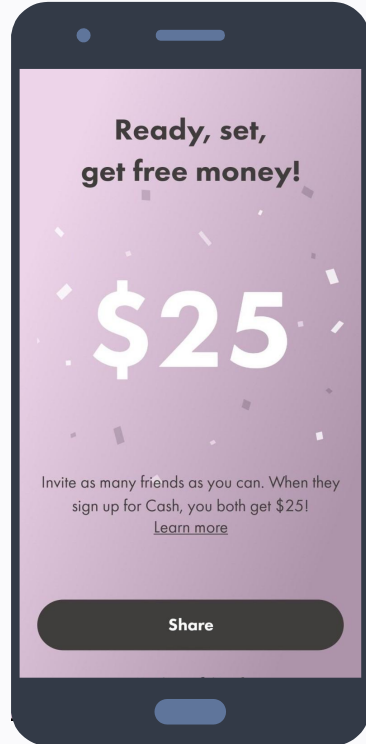 Ready, set,
get free money!
$25
Invite as many friends as you can. When they
sign up for Cash, you both get $25!
Learn more
Share